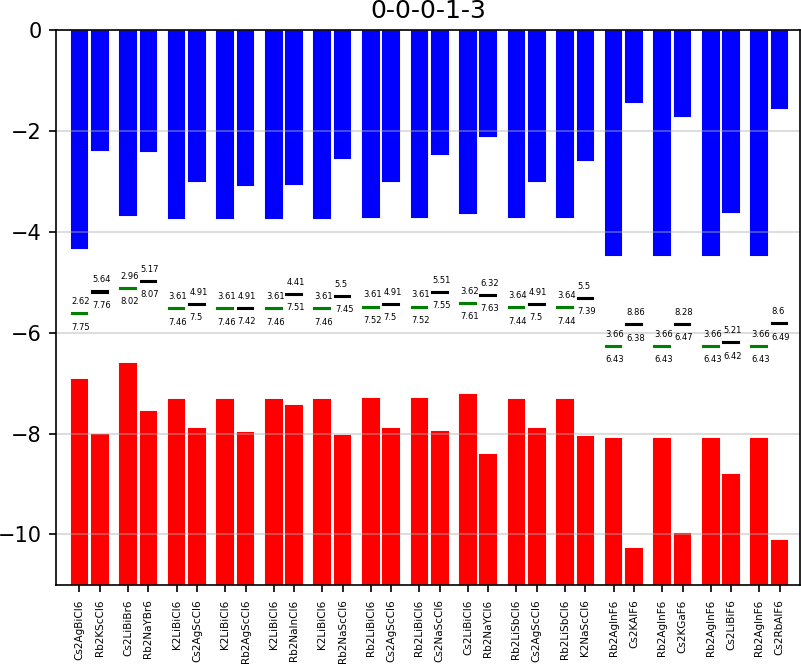 0-0-0-1-3
0
−2
−4
−6
−8
−10
2.62
7.75
5.64
7.76
2.96
8.02
5.17
8.07
3.61
7.46
4.91
7.5
3.61
7.46
4.91
7.42
3.61
7.46
4.41
7.51
3.61
7.46
5.5
7.45
3.61
7.52
4.91
7.5
3.61
7.52
5.51
7.55
3.62
7.61
6.32
7.63
3.64
7.44
4.91
7.5
3.64
7.44
5.5
7.39
3.66
6.43
8.86
6.38
3.66
6.43
8.28
6.47
3.66
6.43
5.21
6.42
3.66
6.43
8.6
6.49
Cs2AgBiCl6
Rb2KScCl6
Cs2LiBiBr6
Rb2NaYBr6
K2LiBiCl6
Cs2AgScCl6
K2LiBiCl6
Rb2AgScCl6
K2LiBiCl6
Rb2NaInCl6
K2LiBiCl6
Rb2NaScCl6
Rb2LiBiCl6
Cs2AgScCl6
Rb2LiBiCl6
Cs2NaScCl6
Cs2LiBiCl6
Rb2NaYCl6
Rb2LiSbCl6
Cs2AgScCl6
Rb2LiSbCl6
K2NaScCl6
Rb2AgInF6
Cs2KAlF6
Rb2AgInF6
Cs2KGaF6
Rb2AgInF6
Cs2LiBiF6
Rb2AgInF6
Cs2RbAlF6